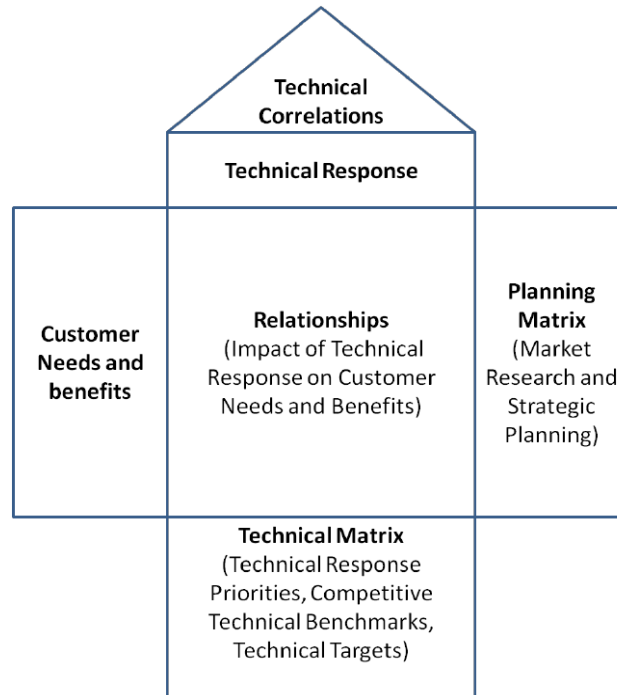 Technical
Correlations
Technical Response
Customer
Needs and
benefits
Relationships
(Impact of Technical
Response on Customer
Needs and Benefits)
Planning
Matrix
(Market
Research and
Strategic
Planning)
Technical Matrix
(Technical Response
Priorities, Competitive
Technical Benchmarks,
Technical Targets)